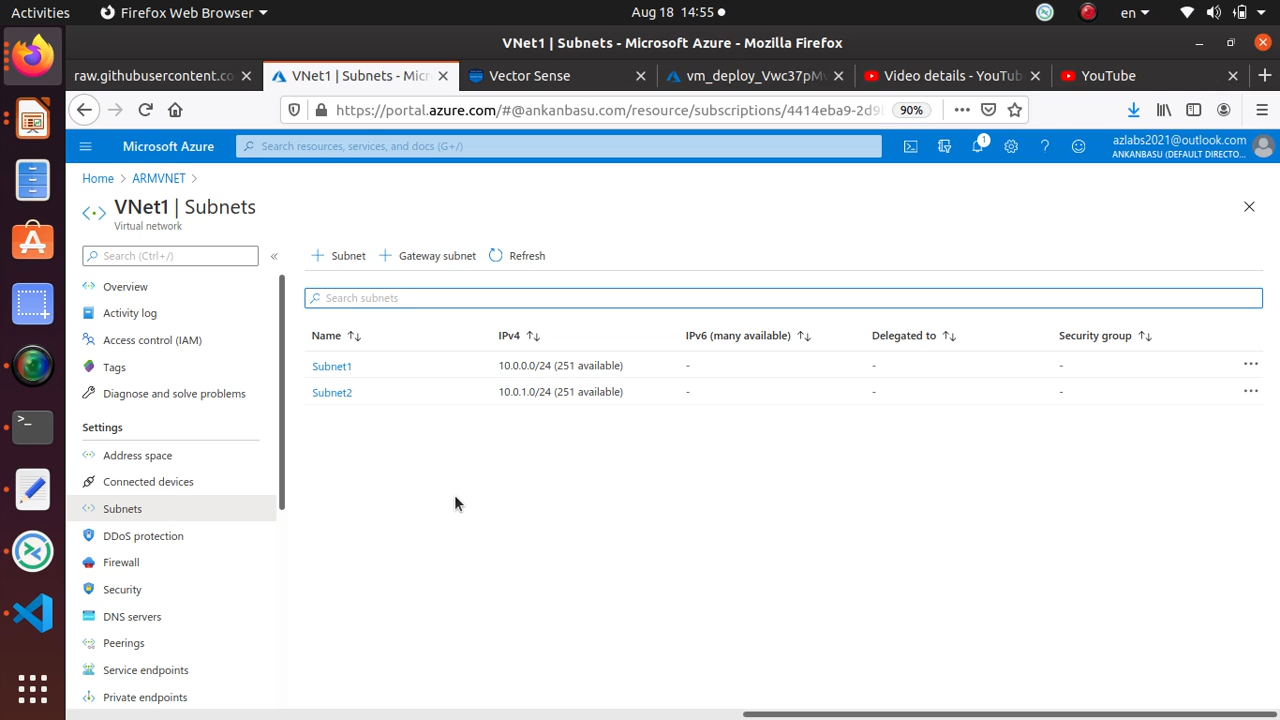 Activities
Firefox Web Browser
Aug 18 14:55
en
VNet1 | Subnets - Microsoft Azure - Mozilla Firefox
raw.githubusercontent.co
VNet1 | Subnets - Micr
Vector Sense
vm_deploy_Vwc37pM
Video details - YouTub
YouTube
https://portal.azure.com/#@ankanbasu.com/resource/subscriptions/4414eba9-2d9
90%
Microsoft Azure
Search resources, services, and docs (G+/)
1
azlabs2021@outlook.com
ANKANBASU (DEFAULT DIRECTO...
Home > ARMVNET >
VNet1 | Subnets
Virtual network
Search (Ctrl+/)
«
+ Subnet
+ Gateway subnet
Refresh
Overview
Activity log
Access control (IAM)
Tags
Diagnose and solve problems
Settings
Address space
Connected devices
Subnets
DDoS protection
Firewall
Security
DNS servers
Peerings
Service endpoints
Private endpoints
Search subnets
Name ↑↓ IPv4 ↑↓ IPv6 (many available) ↑↓ Delegated to ↑↓ Security group ↑↓
Subnet1 10.0.0.0/24 (251 available) - - - ...
Subnet2 10.0.1.0/24 (251 available) - - - ...